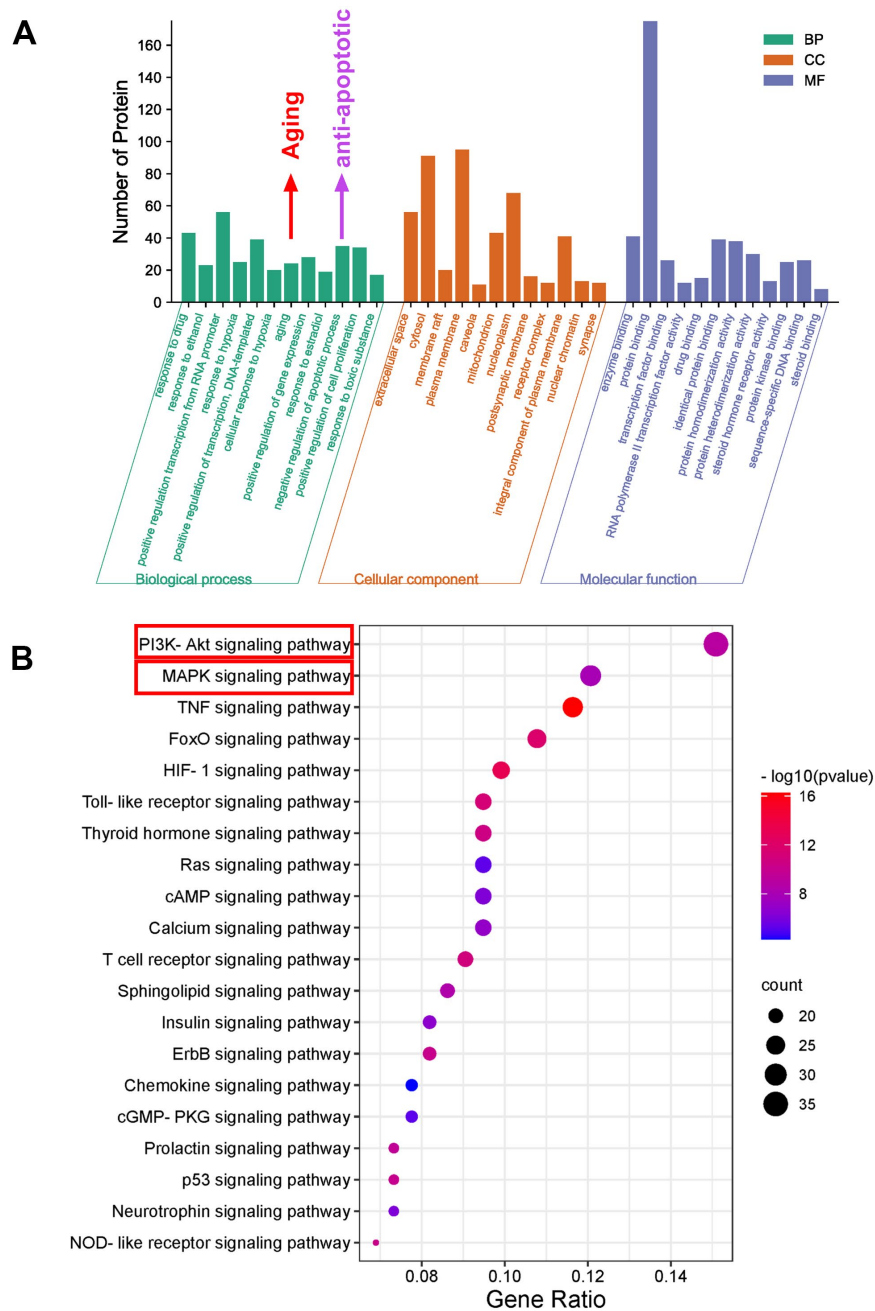 A
Number of Protein
160
140
120
100
80
60
40
20
0
Aging
anti-apoptotic
BP
CC
MF
response to drug
response to ethanol
positive regulation transcription from RNA promoter
response to hypoxia
positive regulation of transcription, DNA-templated
cellular response to hypoxia
aging
positive regulation of gene expression
response to estradiol
negative regulation of apoptotic process
positive regulation of cell proliferation
response to toxic substance
extracellular space
cytosol
membrane raft
plasma membrane
caveola
mitochondrion
nucleoplasm
postsynaptic membrane
receptor complex
integral component of plasma membrane
nuclear chromatin
synapse
enzyme binding
protein binding
transcription factor binding
RNA polymerase II transcription factor activity
drug binding
identical protein binding
protein homodimerization activity
protein heterodimerization activity
steroid hormone receptor activity
protein kinase binding
sequence-specific DNA binding
steroid binding
Biological process
Cellular component
Molecular function
B
PI3K- Akt signaling pathway
MAPK signaling pathway
TNF signaling pathway
FoxO signaling pathway
HIF- 1 signaling pathway
Toll- like receptor signaling pathway
Thyroid hormone signaling pathway
Ras signaling pathway
cAMP signaling pathway
Calcium signaling pathway
T cell receptor signaling pathway
Sphingolipid signaling pathway
Insulin signaling pathway
ErbB signaling pathway
Chemokine signaling pathway
cGMP- PKG signaling pathway
Prolactin signaling pathway
p53 signaling pathway
Neurotrophin signaling pathway
NOD- like receptor signaling pathway
0.08
0.10
0.12
0.14
Gene Ratio
- log10(pvalue)
16
12
8
count
20
25
30
35